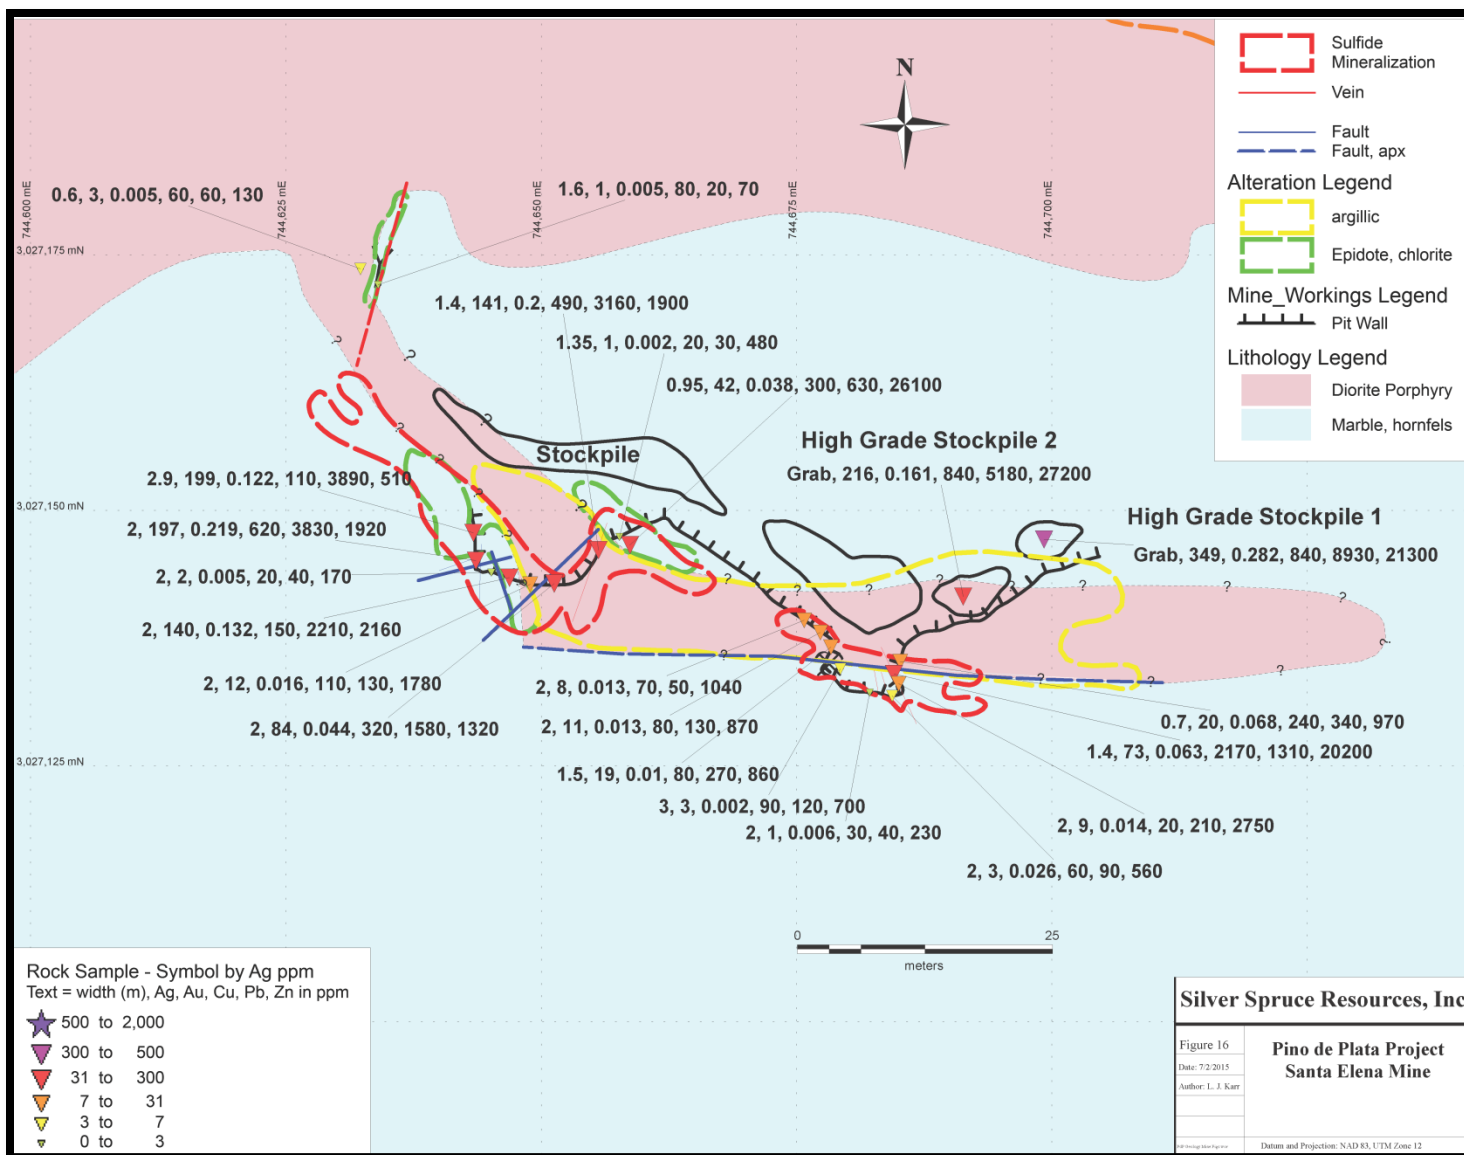 Sulfide
Mineralization
Vein
Fault
Fault, apx
Alteration Legend
argillic
Epidote, chlorite
Mine_Workings Legend
Pit Wall
Lithology Legend
Diorite Porphyry
Marble, hornfels
N
744,600 mE
744,625 mE
744,650 mE
744,675 mE
744,700 mE
0.6, 3, 0.005, 60, 60, 130
1.6, 1, 0.005, 80, 20, 70
3,027,175 mN
1.4, 141, 0.2, 490, 3160, 1900
1.35, 1, 0.002, 20, 30, 480
0.95, 42, 0.038, 300, 630, 26100
Stockpile
High Grade Stockpile 2
Grab, 216, 0.161, 840, 5180, 27200
2.9, 199, 0.122, 110, 3890, 510
3,027,150 mN
High Grade Stockpile 1
Grab, 349, 0.282, 840, 8930, 21300
2, 197, 0.219, 620, 3830, 1920
2, 2, 0.005, 20, 40, 170
2, 140, 0.132, 150, 2210, 2160
2, 12, 0.016, 110, 130, 1780
2, 84, 0.044, 320, 1580, 1320
2, 8, 0.013, 70, 50, 1040
2, 11, 0.013, 80, 130, 870
1.5, 19, 0.01, 80, 270, 860
3, 3, 0.002, 90, 120, 700
2, 1, 0.006, 30, 40, 230
0.7, 20, 0.068, 240, 340, 970
1.4, 73, 0.063, 2170, 1310, 20200
2, 9, 0.014, 20, 210, 2750
2, 3, 0.026, 60, 90, 560
3,027,125 mN
0 25
meters
Rock Sample - Symbol by Ag ppm
Text = width (m), Ag, Au, Cu, Pb, Zn in ppm
500 to 2,000
300 to 500
31 to 300
7 to 31
3 to 7
0 to 3
Silver Spruce Resources, Inc
Figure 16
Date: 7/2/2015
Author: L. J. Karr
Pino de Plata Project
Santa Elena Mine
Datum and Projection: NAD 83, UTM Zone 12